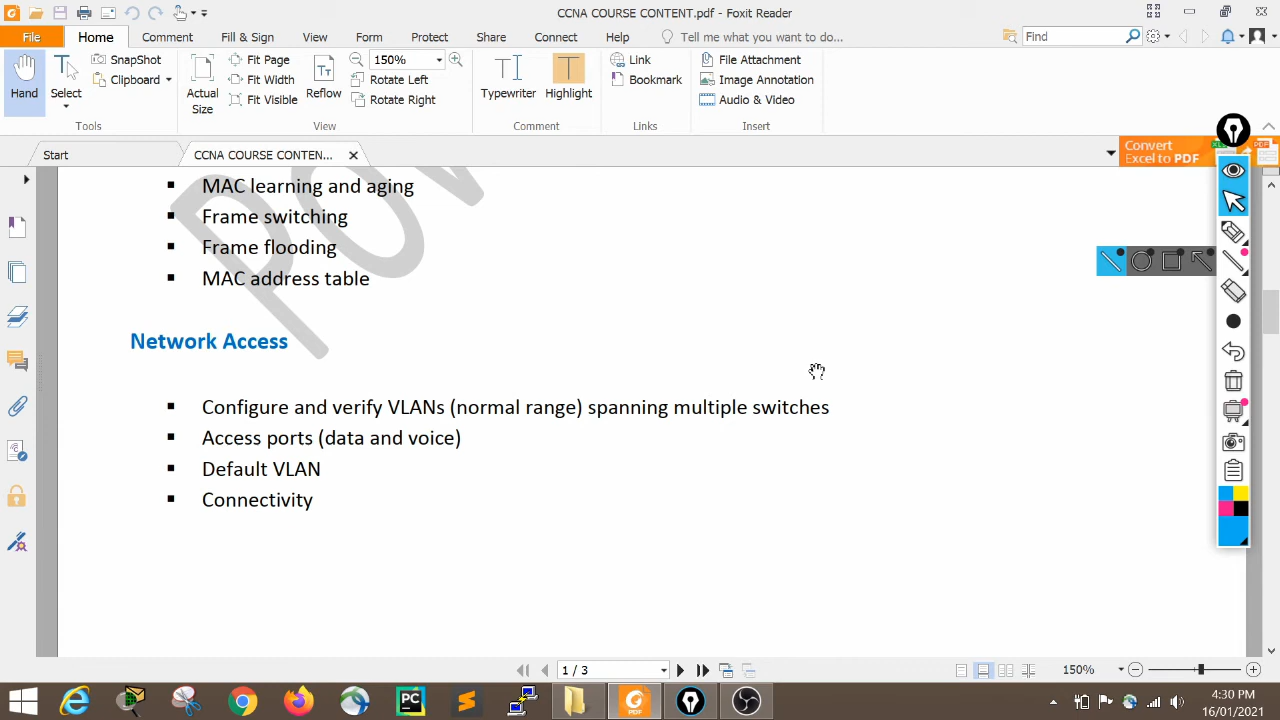 CCNA COURSE CONTENT.pdf - Foxit Reader
File Home Comment Fill & Sign View Form Protect Share Connect Help Tell me what you want to do... Find
Hand
Select
SnapShot
Clipboard
Tools
Actual
Size
Fit Page
Fit Width
Fit Visible
Reflow
150%
Rotate Left
Rotate Right
View
Typewriter
Highlight
Comment
Link
Bookmark
Links
File Attachment
Image Annotation
Audio & Video
Insert
Start
CCNA COURSE CONTEN...
Convert
Excel to PDF
▪ MAC learning and aging
▪ Frame switching
▪ Frame flooding
▪ MAC address table
Network Access
▪ Configure and verify VLANs (normal range) spanning multiple switches
▪ Access ports (data and voice)
▪ Default VLAN
▪ Connectivity
1 / 3
150%
4:30 PM
16/01/2021